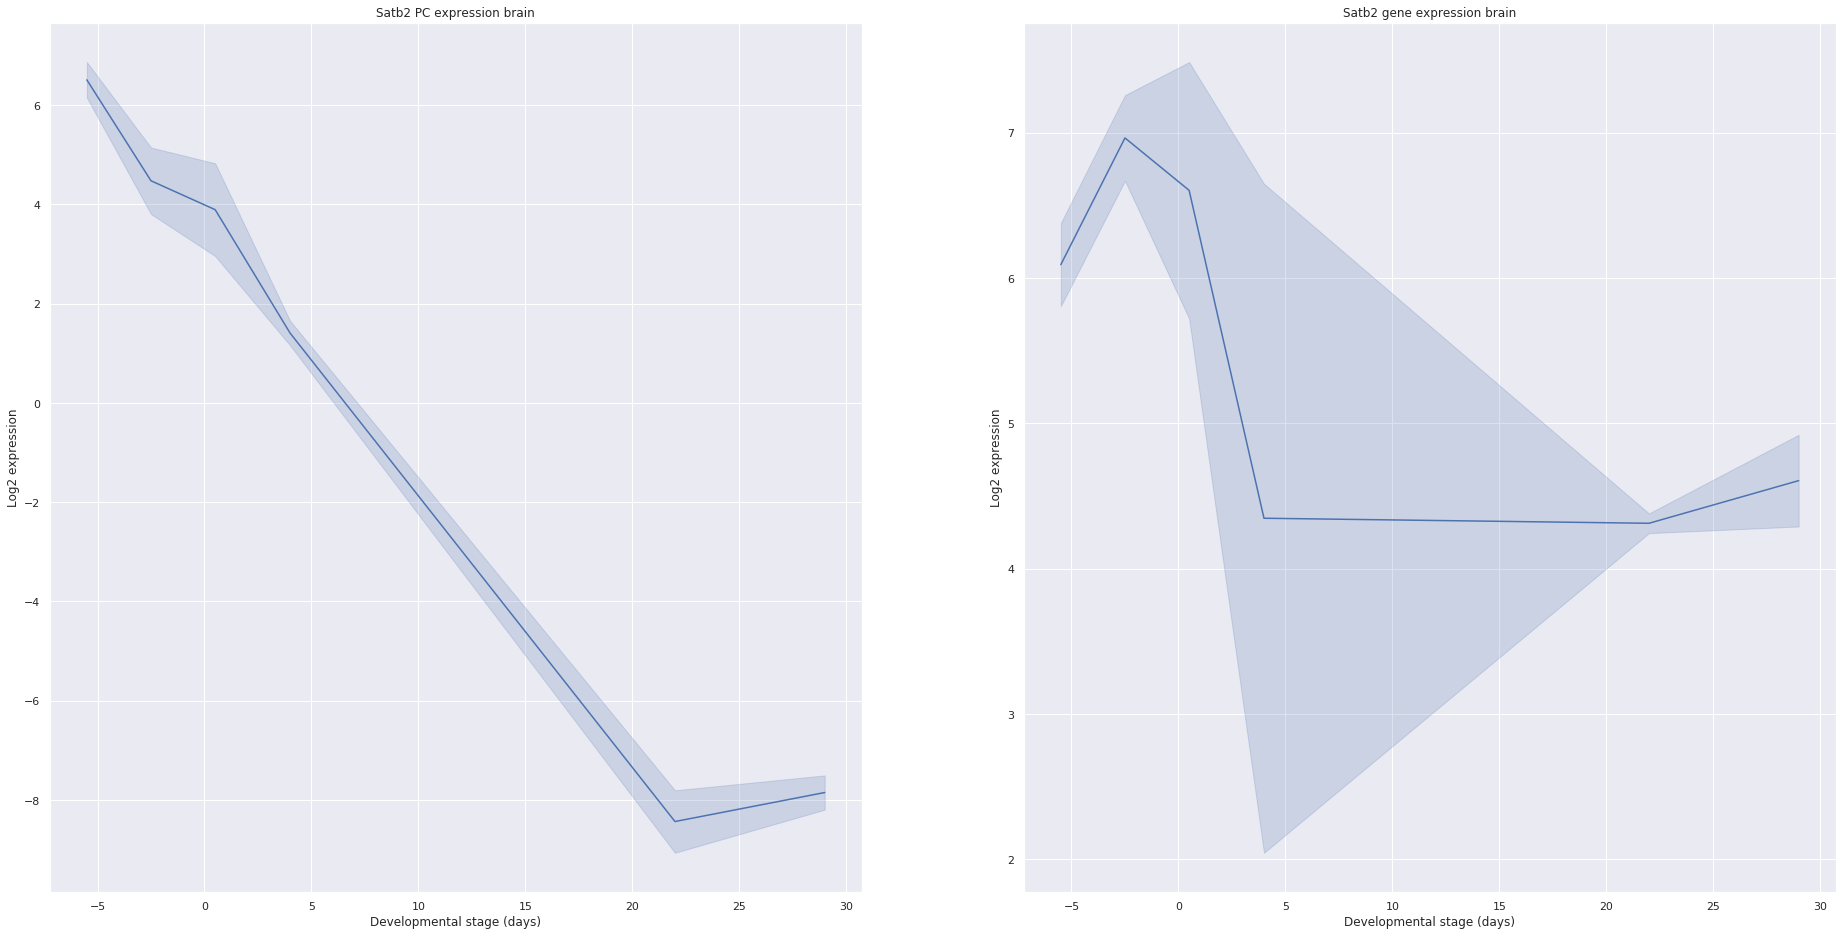 Satb2 PC expression brain
Log2 expression
6
4
2
0
−2
−4
−6
−8
−5 0 5 10 15 20 25 30
Developmental stage (days)
Satb2 gene expression brain
Log2 expression
7
6
5
4
3
2
−5 0 5 10 15 20 25 30
Developmental stage (days)